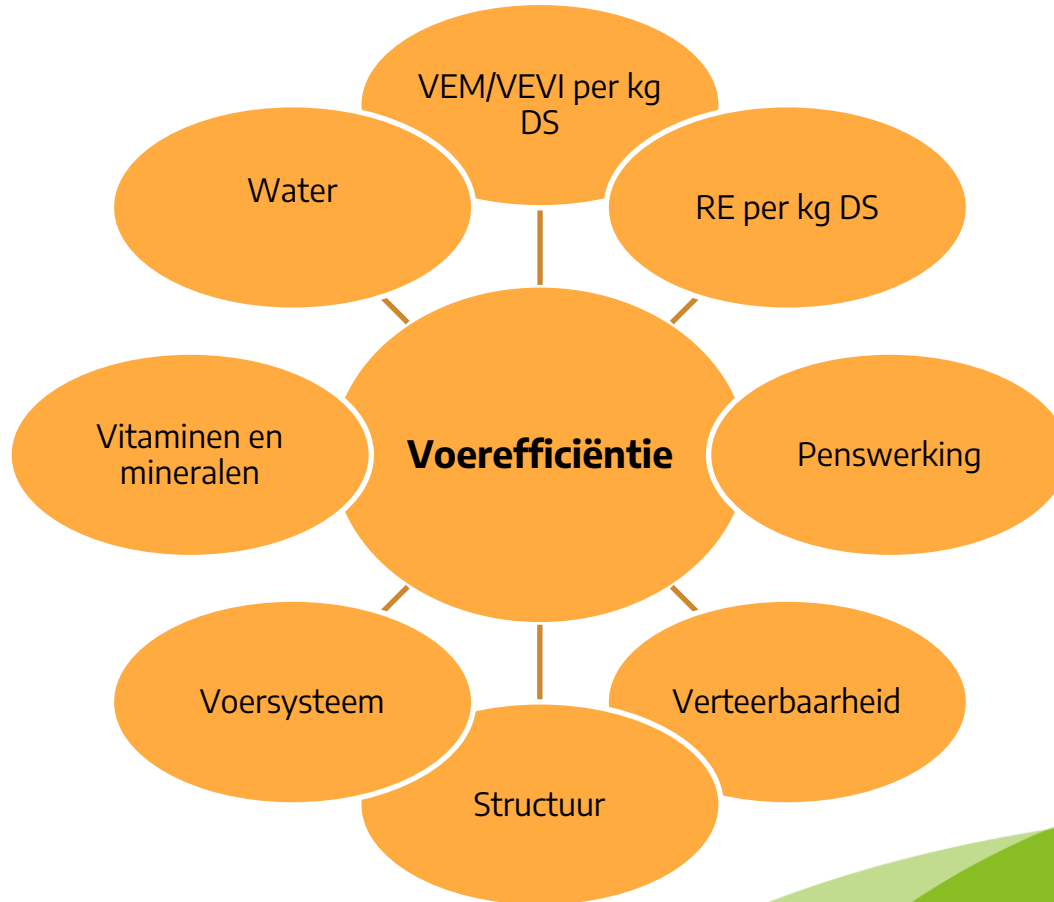 VEM/VEVI per kg
DS
Water
RE per kg DS
Vitaminen en
mineralen
Voerefficiëntie
Penswerking
Voersysteem
Verteerbaarheid
Structuur